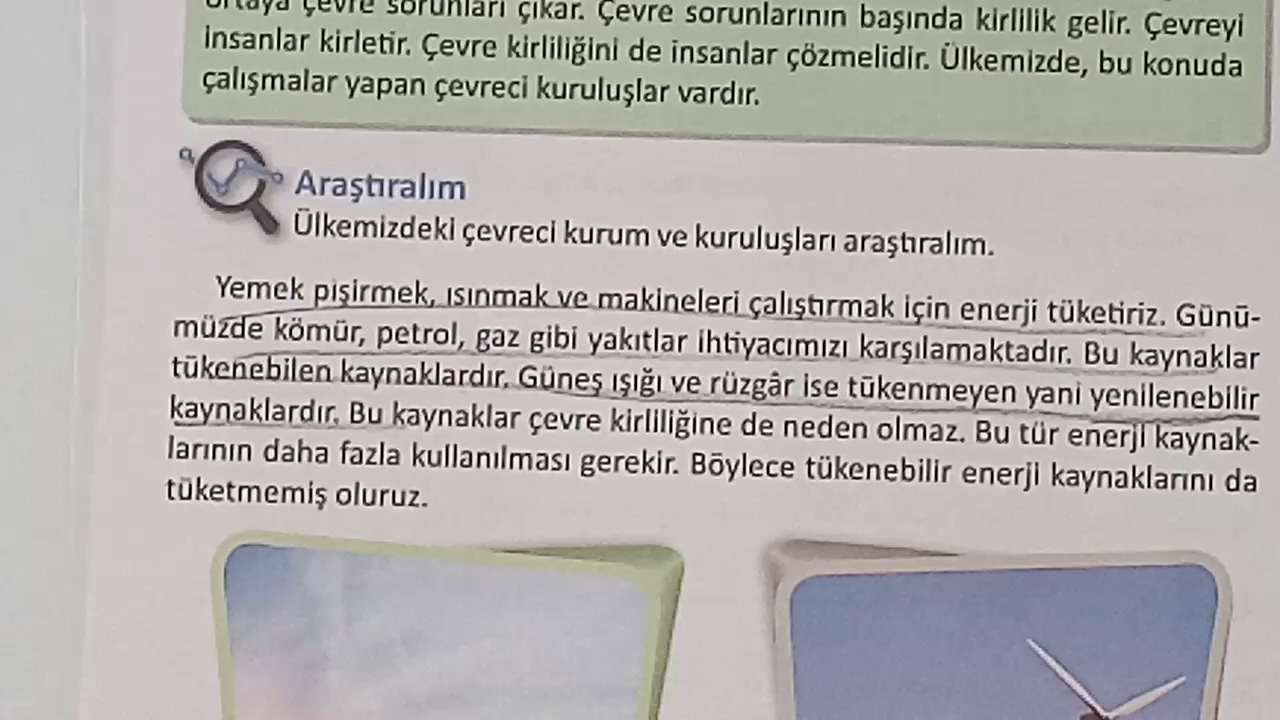 ortaya çevre sorunları çıkar. Çevre sorunlarının başında kirlilik gelir. Çevreyi
insanlar kirletir. Çevre kirliliğini de insanlar çözmelidir. Ülkemizde, bu konuda
çalışmalar yapan çevreci kuruluşlar vardır.
Araştıralım
Ülkemizdeki çevreci kurum ve kuruluşları araştıralım.
Yemek pişirmek, ısınmak ve makineleri çalıştırmak için enerji tüketiriz. Günü-
müzde kömür, petrol, gaz gibi yakıtlar ihtiyacımızı karşılamaktadır. Bu kaynaklar
tükenebilen kaynaklardır. Güneş ışığı ve rüzgâr ise tükenmeyen yani yenilenebilir
kaynaklardır. Bu kaynaklar çevre kirliliğine de neden olmaz. Bu tür enerji kaynak-
larının daha fazla kullanılması gerekir. Böylece tükenebilir enerji kaynaklarını da
tüketmemiş oluruz.